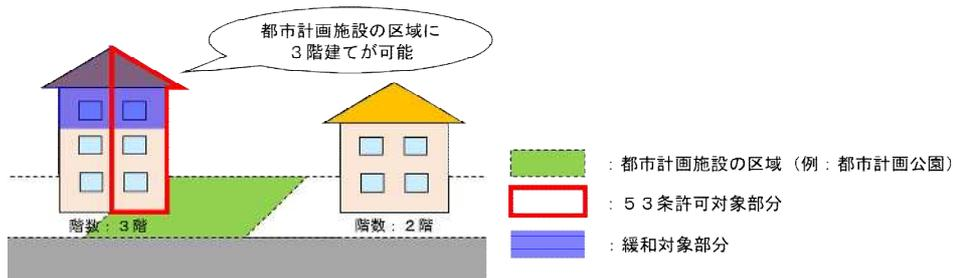 都市計画施設の区域に
３階建てが可能
階数：３階
階数：２階
：都市計画施設の区域（例：都市計画公園）
：５３条許可対象部分
：緩和対象部分